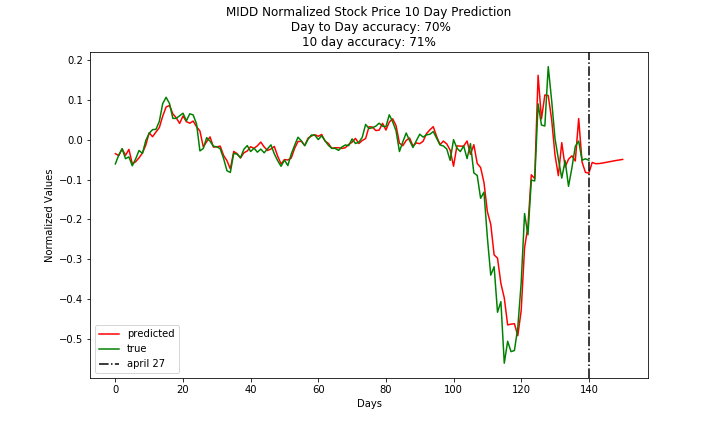 MIDD Normalized Stock Price 10 Day Prediction
Day to Day accuracy: 70%
10 day accuracy: 71%
Normalized Values
0.2
0.1
0.0
−0.1
−0.2
−0.3
−0.4
−0.5
predicted
true
april 27
0 20 40 60 80 100 120 140
Days